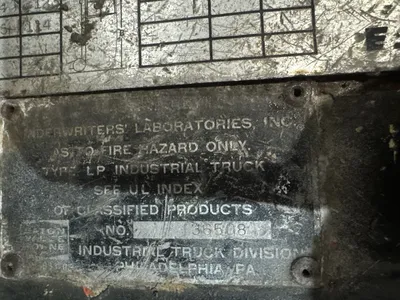 14
UNDERWRITERS' LABORATORIES, INC.
AS TO FIRE HAZARD ONLY.
TYPE LP INDUSTRIAL TRUCK
SEE UL INDEX
OF CLASSIFIED PRODUCTS
NO.
INDUSTRIAL TRUCK DIVISION
PHILADELPHIA, PA.